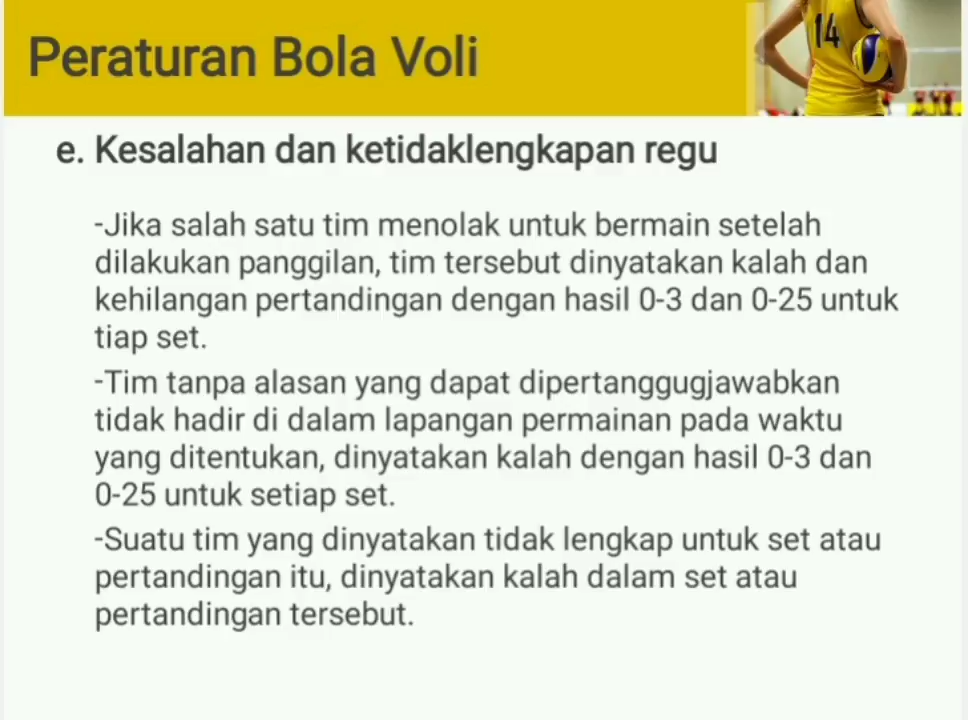 Peraturan Bola Voli
14
e. Kesalahan dan ketidaklengkapan regu
-Jika salah satu tim menolak untuk bermain setelah
dilakukan panggilan, tim tersebut dinyatakan kalah dan
kehilangan pertandingan dengan hasil 0-3 dan 0-25 untuk
tiap set.
-Tim tanpa alasan yang dapat dipertanggugjawabkan
tidak hadir di dalam lapangan permainan pada waktu
yang ditentukan, dinyatakan kalah dengan hasil 0-3 dan
0-25 untuk setiap set.
-Suatu tim yang dinyatakan tidak lengkap untuk set atau
pertandingan itu, dinyatakan kalah dalam set atau
pertandingan tersebut.